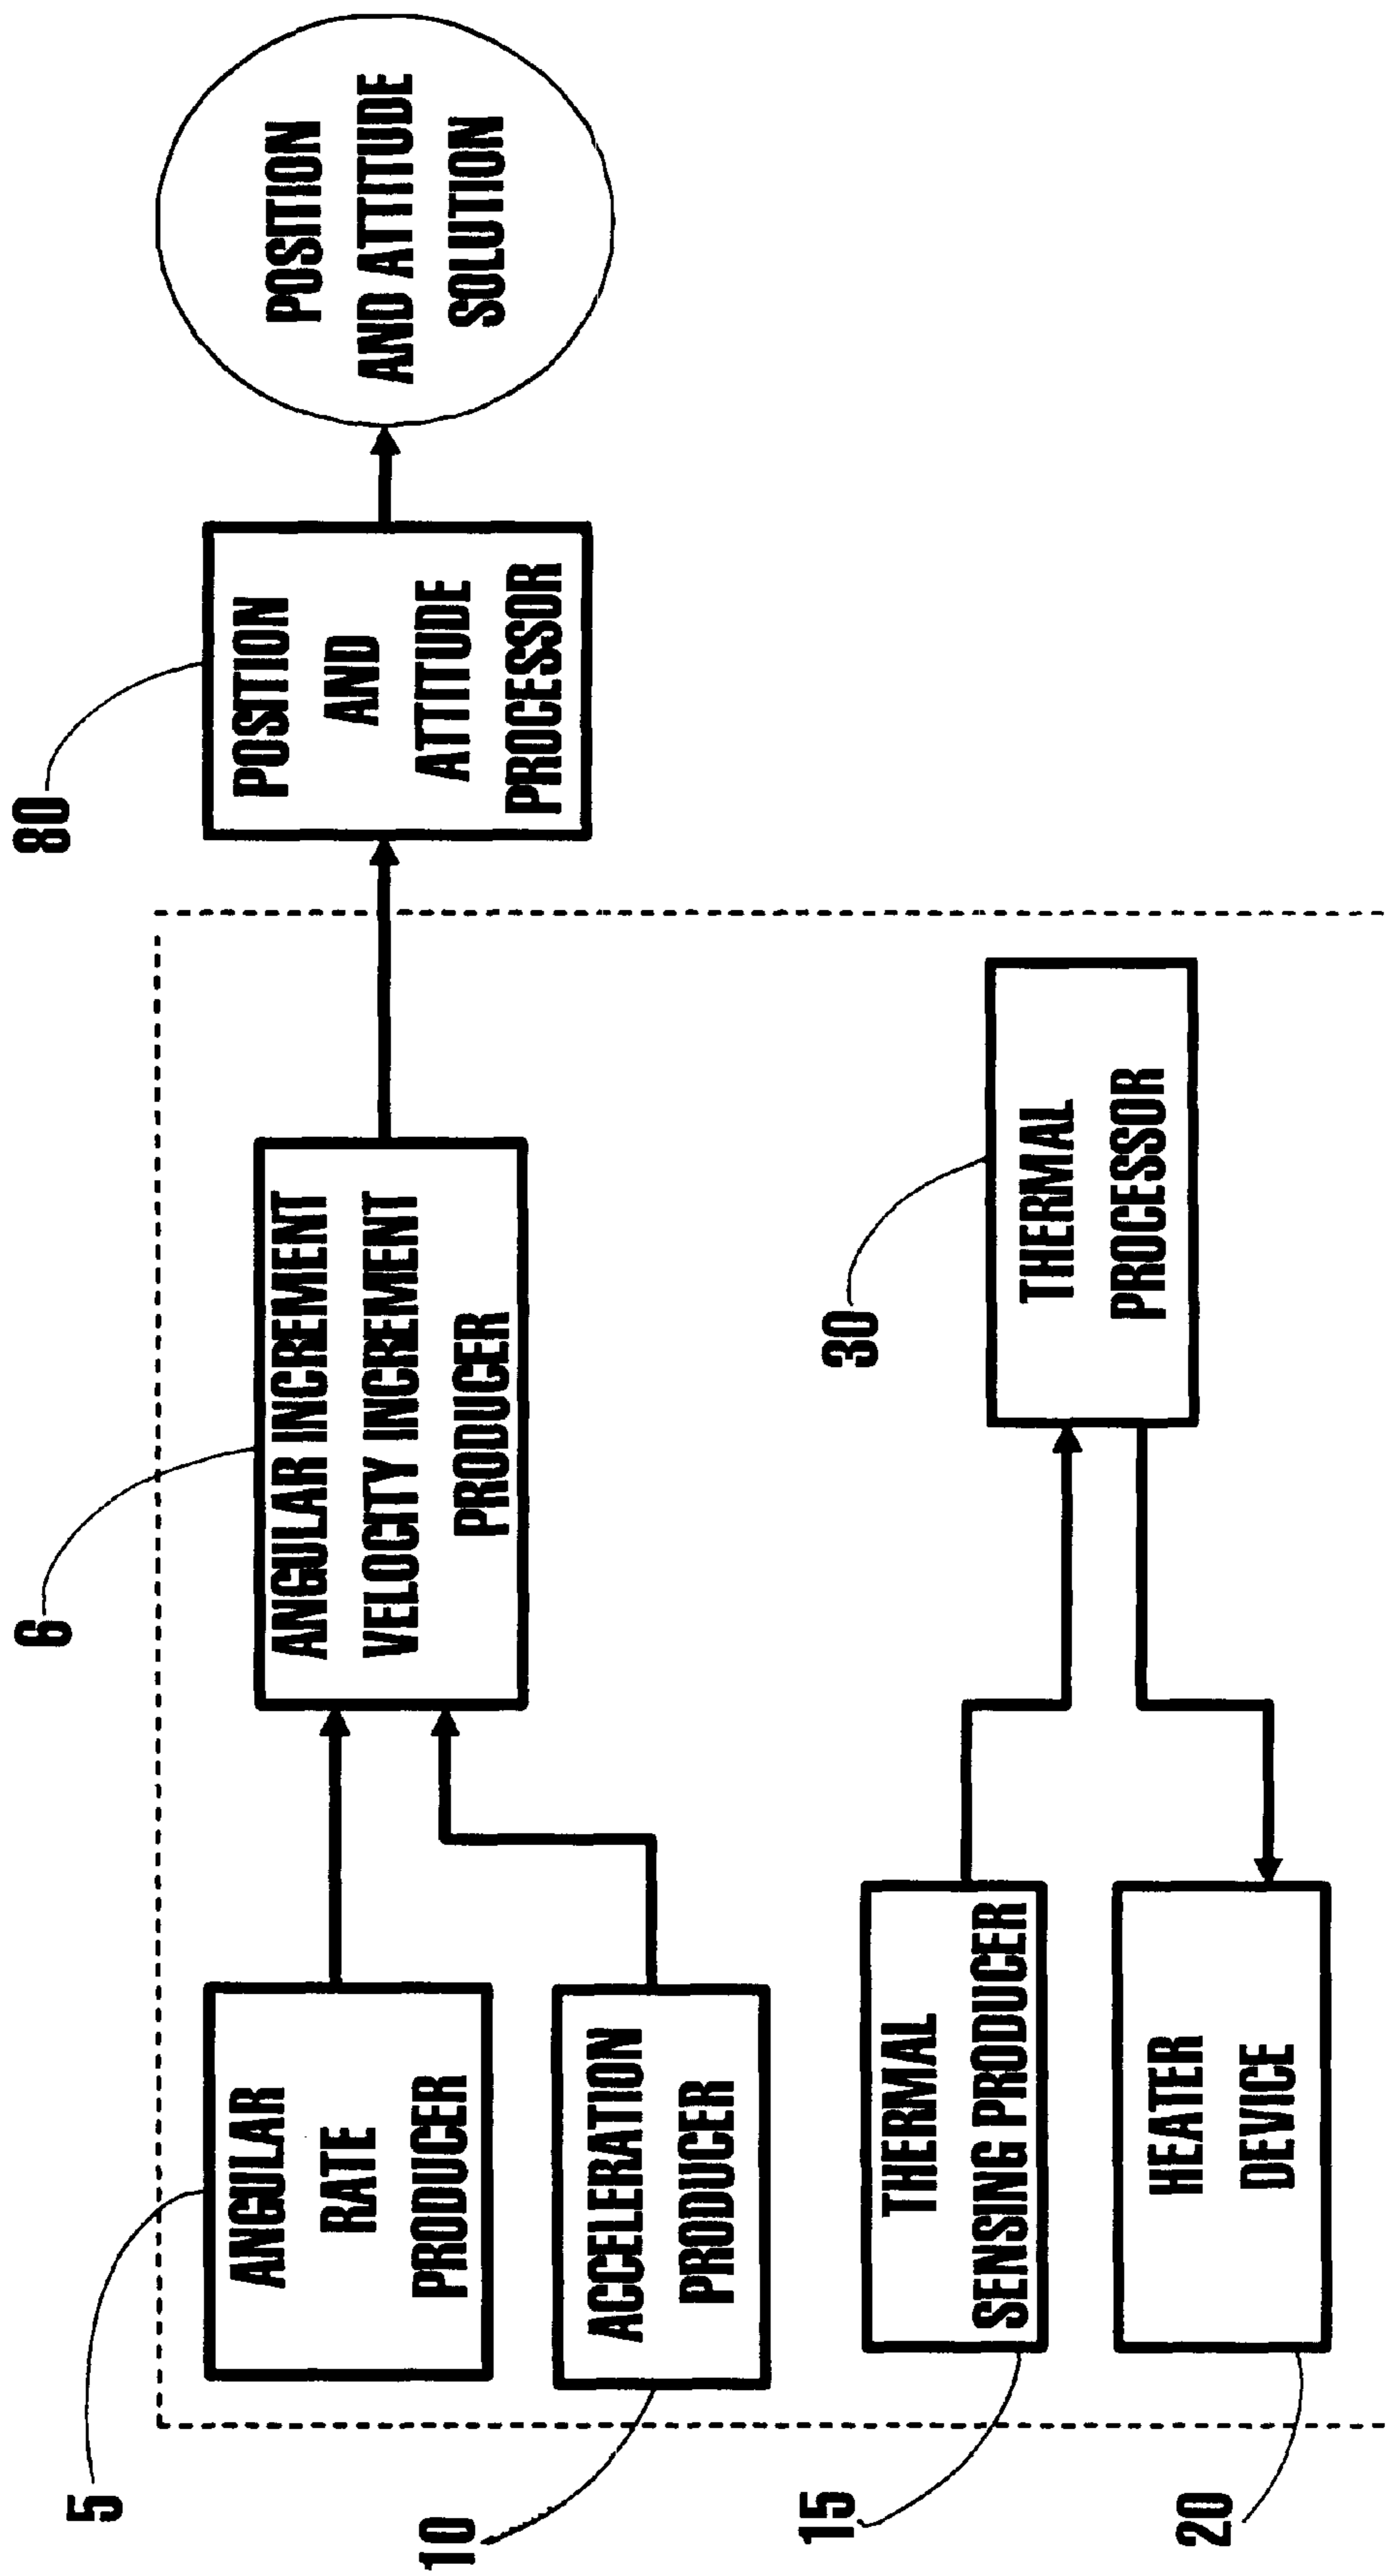 5
ANGULAR
RATE
PRODUCER
10
ACCELERATION
PRODUCER
6
ANGULAR INCREMENT
VELOCITY INCREMENT
PRODUCER
80
POSITION
AND
ATTITUDE
PROCESSOR
POSITION
AND ATTITUDE
SOLUTION
15
THERMAL
SENSING PRODUCER
20
HEATER
DEVICE
30
THERMAL
PROCESSOR